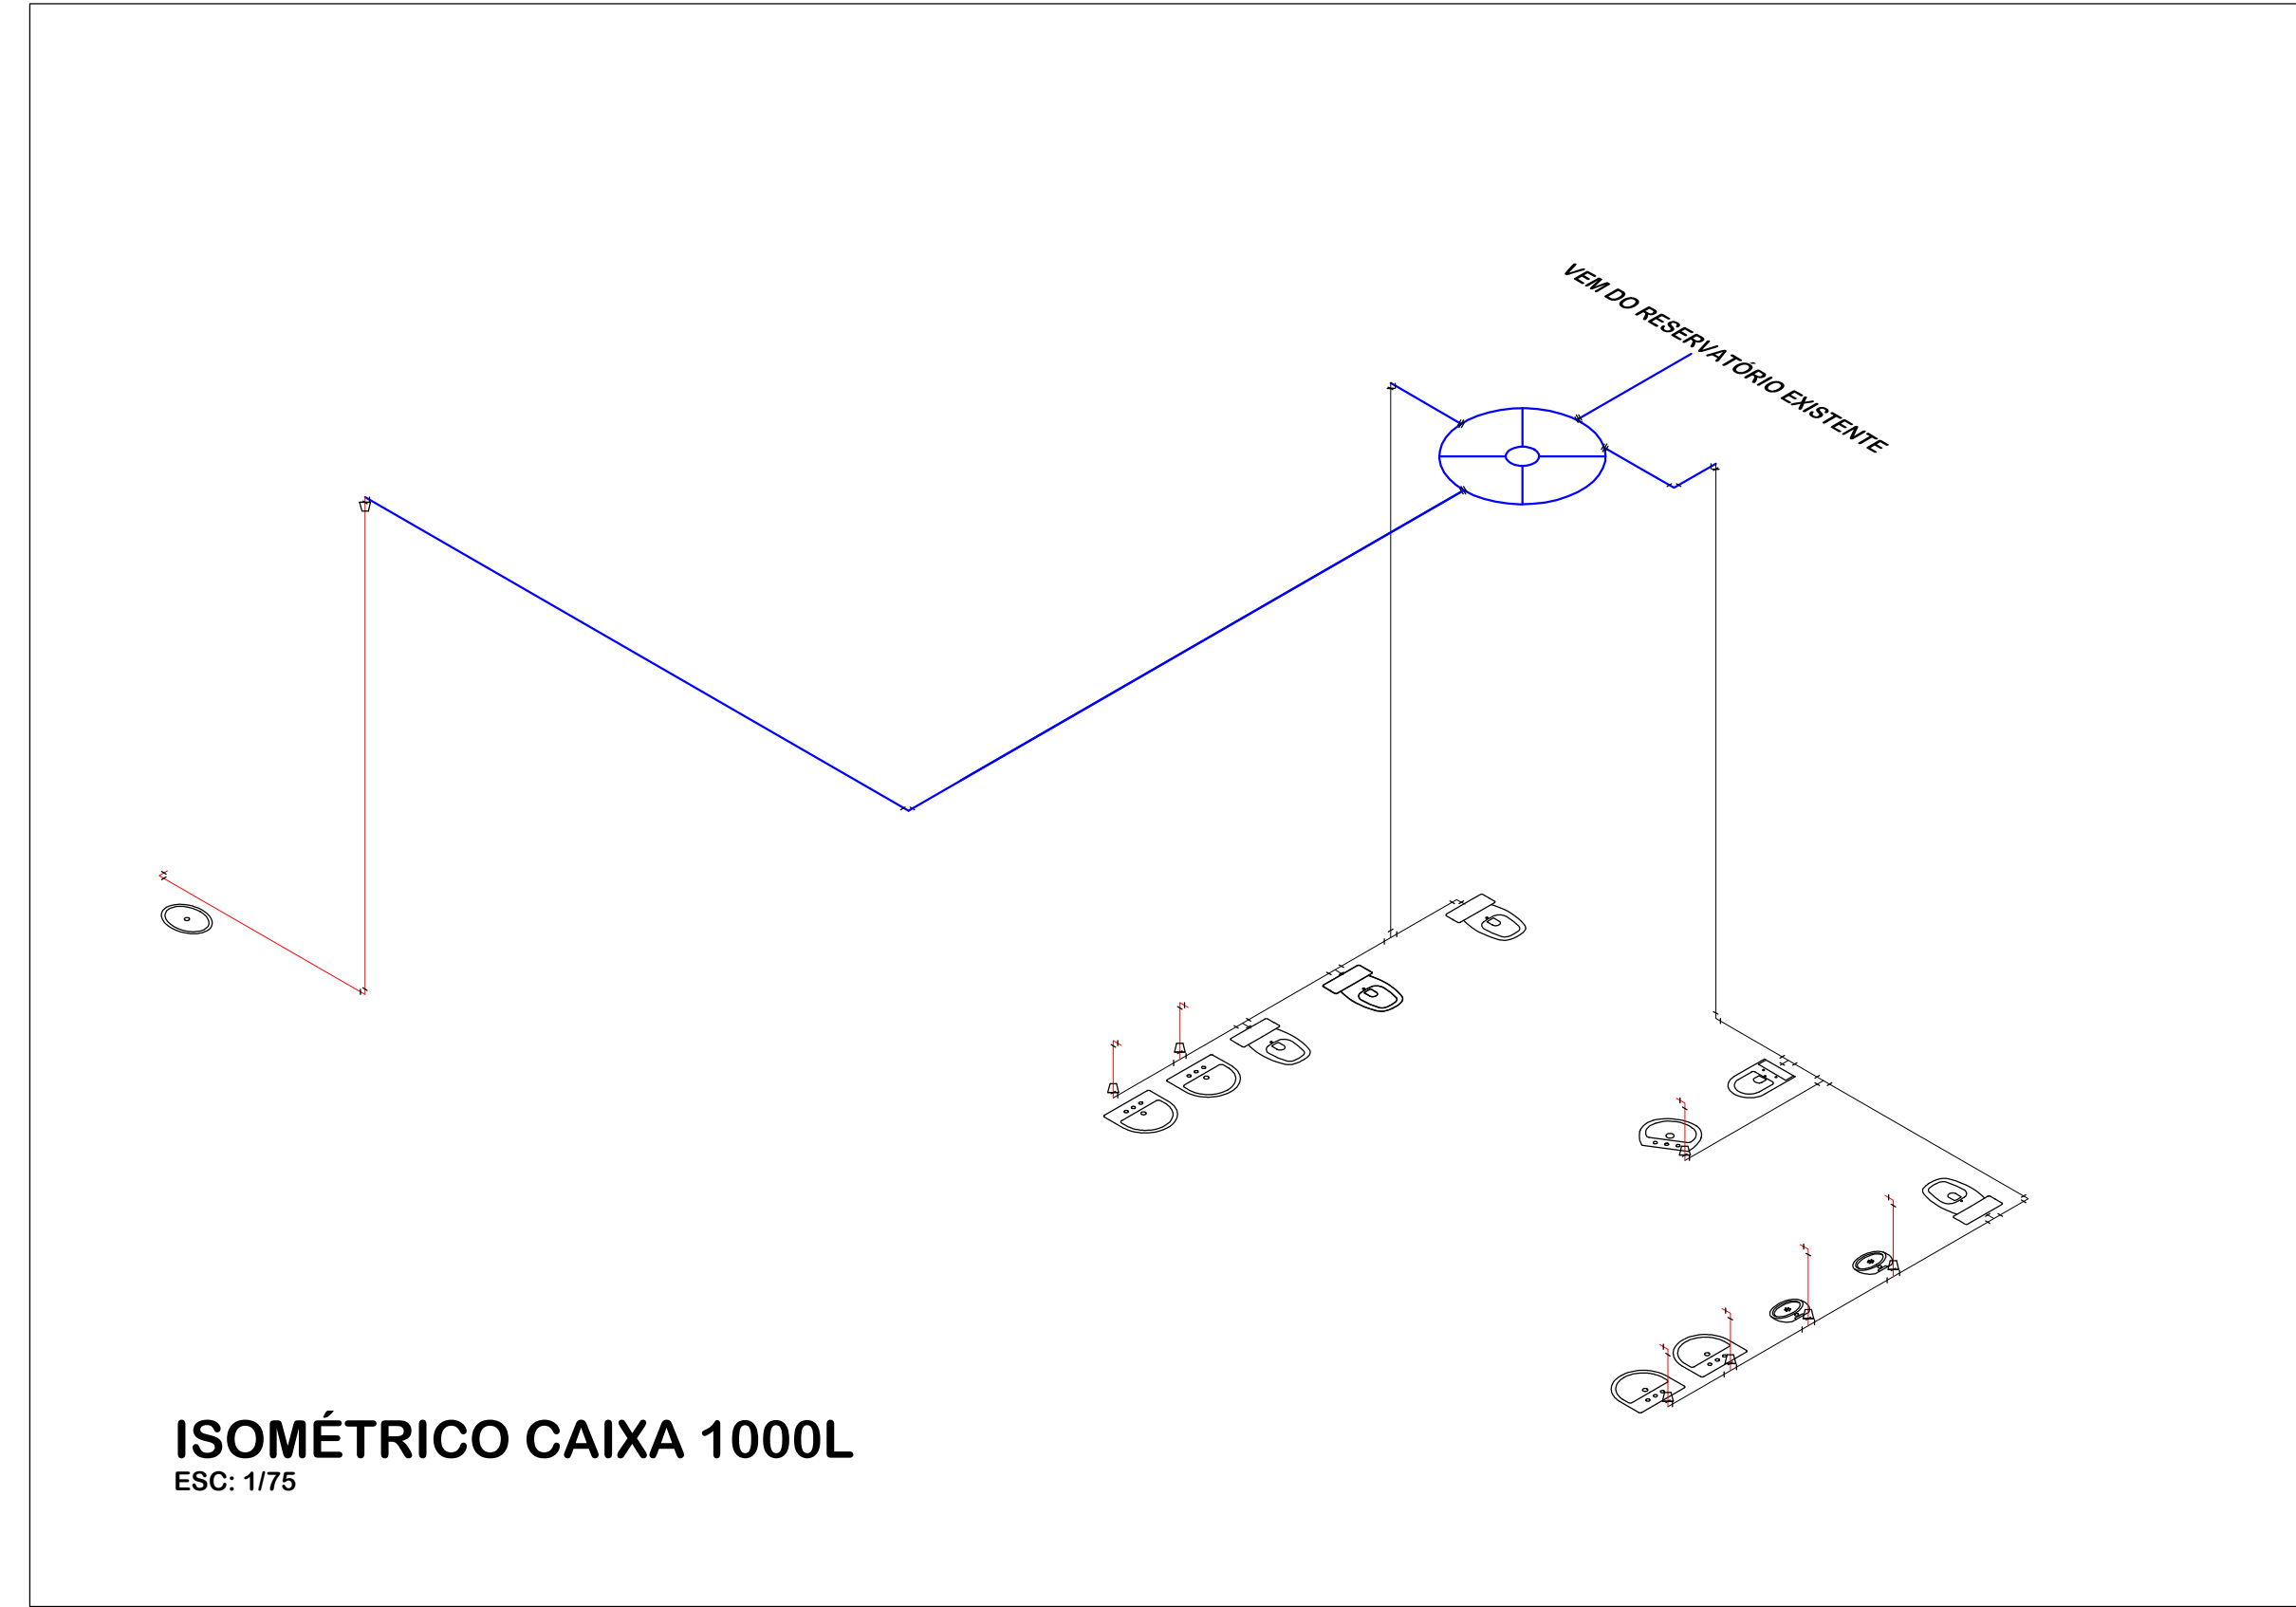 VEM DO RESERVATÓRIO EXISTENTE
ISOMÉTRICO CAIXA 1000L
ESC: 1/75